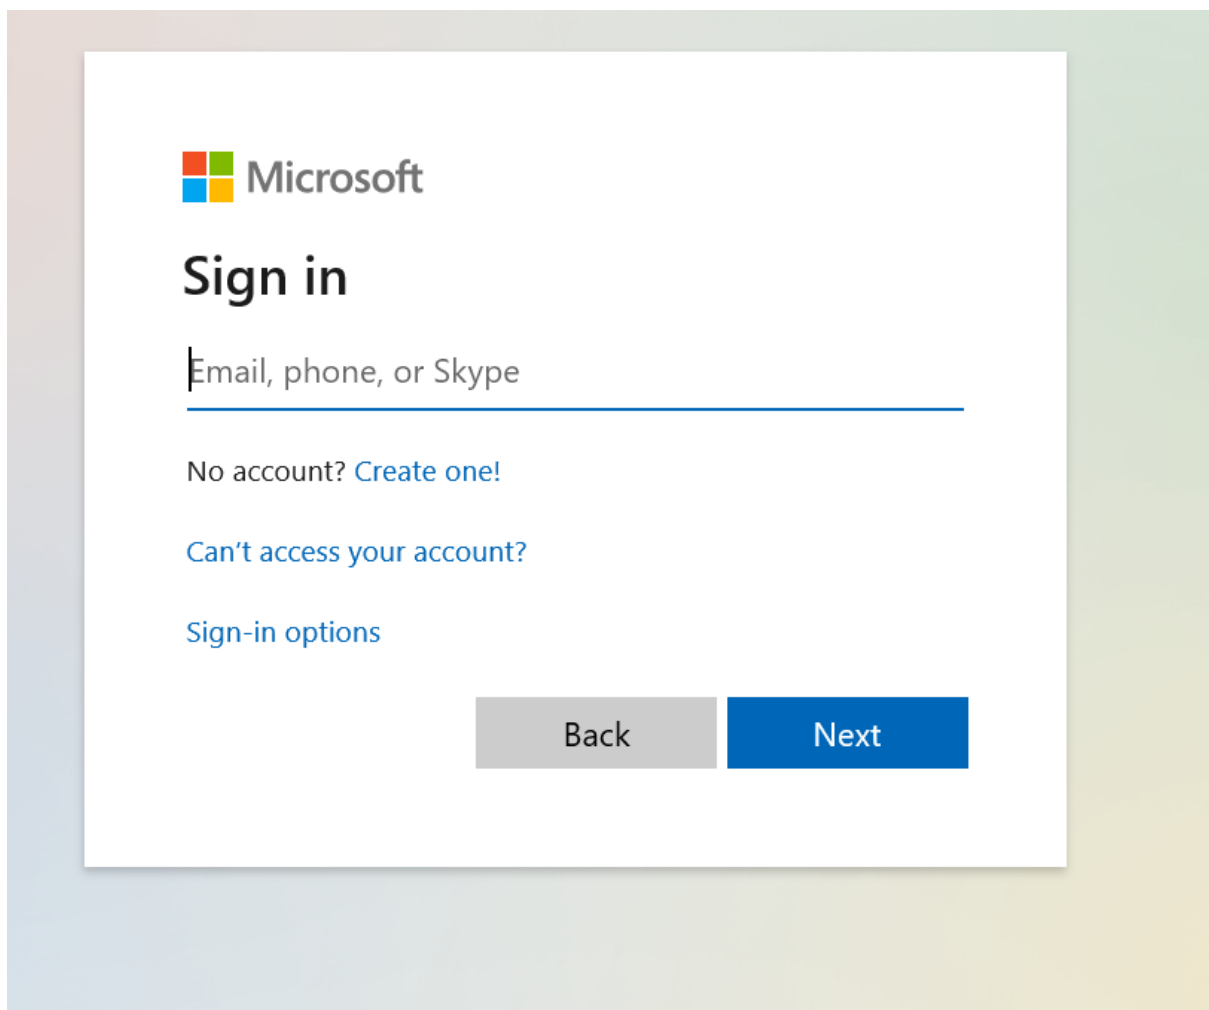 Microsoft
Sign in
Email, phone, or Skype
No account? Create one!
Can’t access your account?
Sign-in options
Back
Next